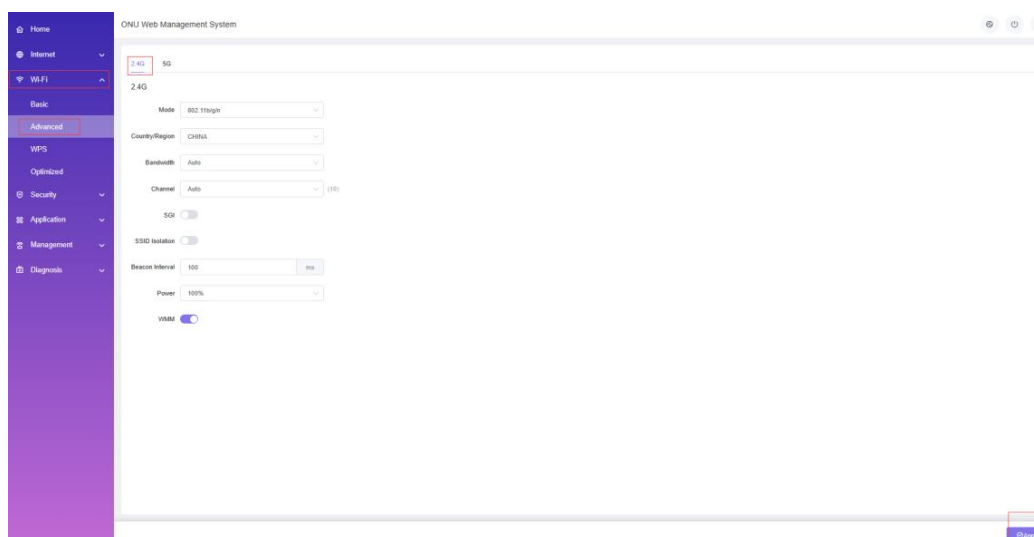 Home
ONU Web Management System
Internet
Wi-Fi
Basic
Advanced
WPS
Optimized
Security
Application
Management
Diagnosis
2.4G 5G
2.4G
Mode 802.11b/g/n
Country/Region CHINA
Bandwidth Auto
Channel Auto (10)
SGI
SSID Isolation
Beacon Interval 100 ms
Power 100%
WMM